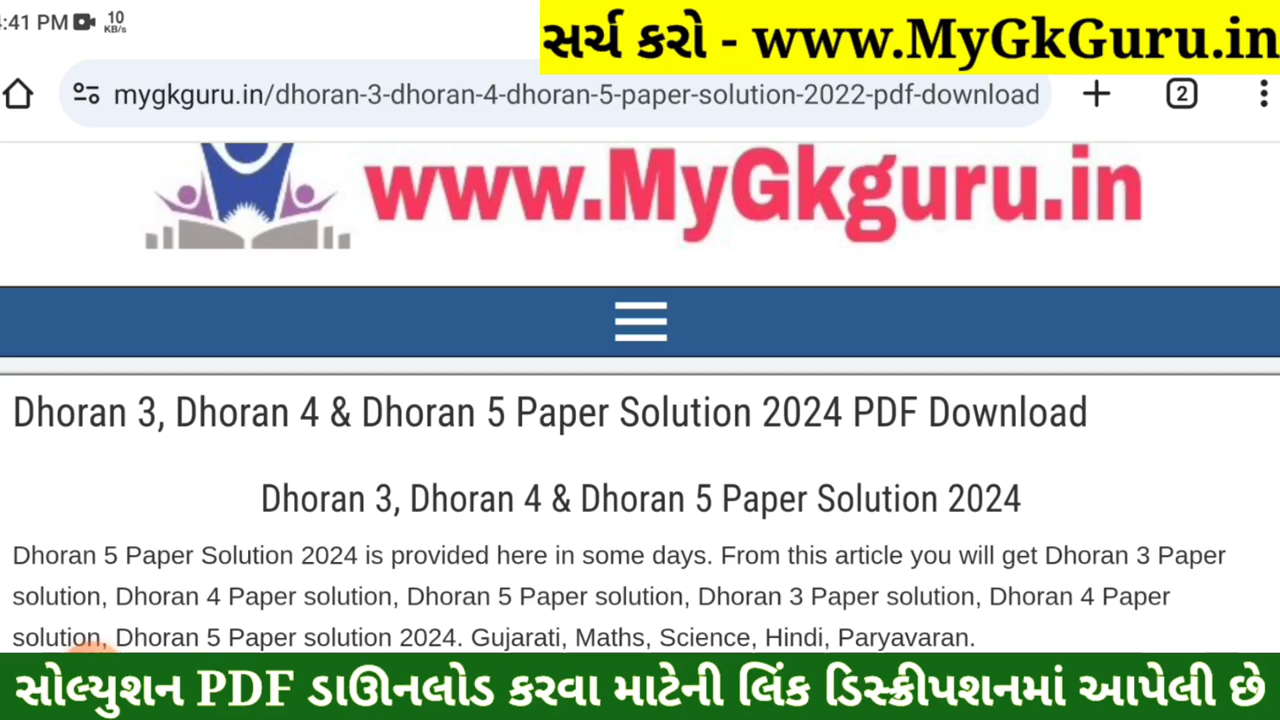 :41 PM 10 KB/s
સર્ચ કરો - www.MyGkGuru.in
mygkguru.in/dhoran-3-dhoran-4-dhoran-5-paper-solution-2022-pdf-download
2
www.MyGkguru.in
Dhoran 3, Dhoran 4 & Dhoran 5 Paper Solution 2024 PDF Download
Dhoran 3, Dhoran 4 & Dhoran 5 Paper Solution 2024
Dhoran 5 Paper Solution 2024 is provided here in some days. From this article you will get Dhoran 3 Paper
solution, Dhoran 4 Paper solution, Dhoran 5 Paper solution, Dhoran 3 Paper solution, Dhoran 4 Paper
solution, Dhoran 5 Paper solution 2024. Gujarati, Maths, Science, Hindi, Paryavaran.
સોલ્યુશન PDF ડાઊનલોડ કરવા માટેની લિંક ડિસ્ક્રીપશનમાં આપેલી છે